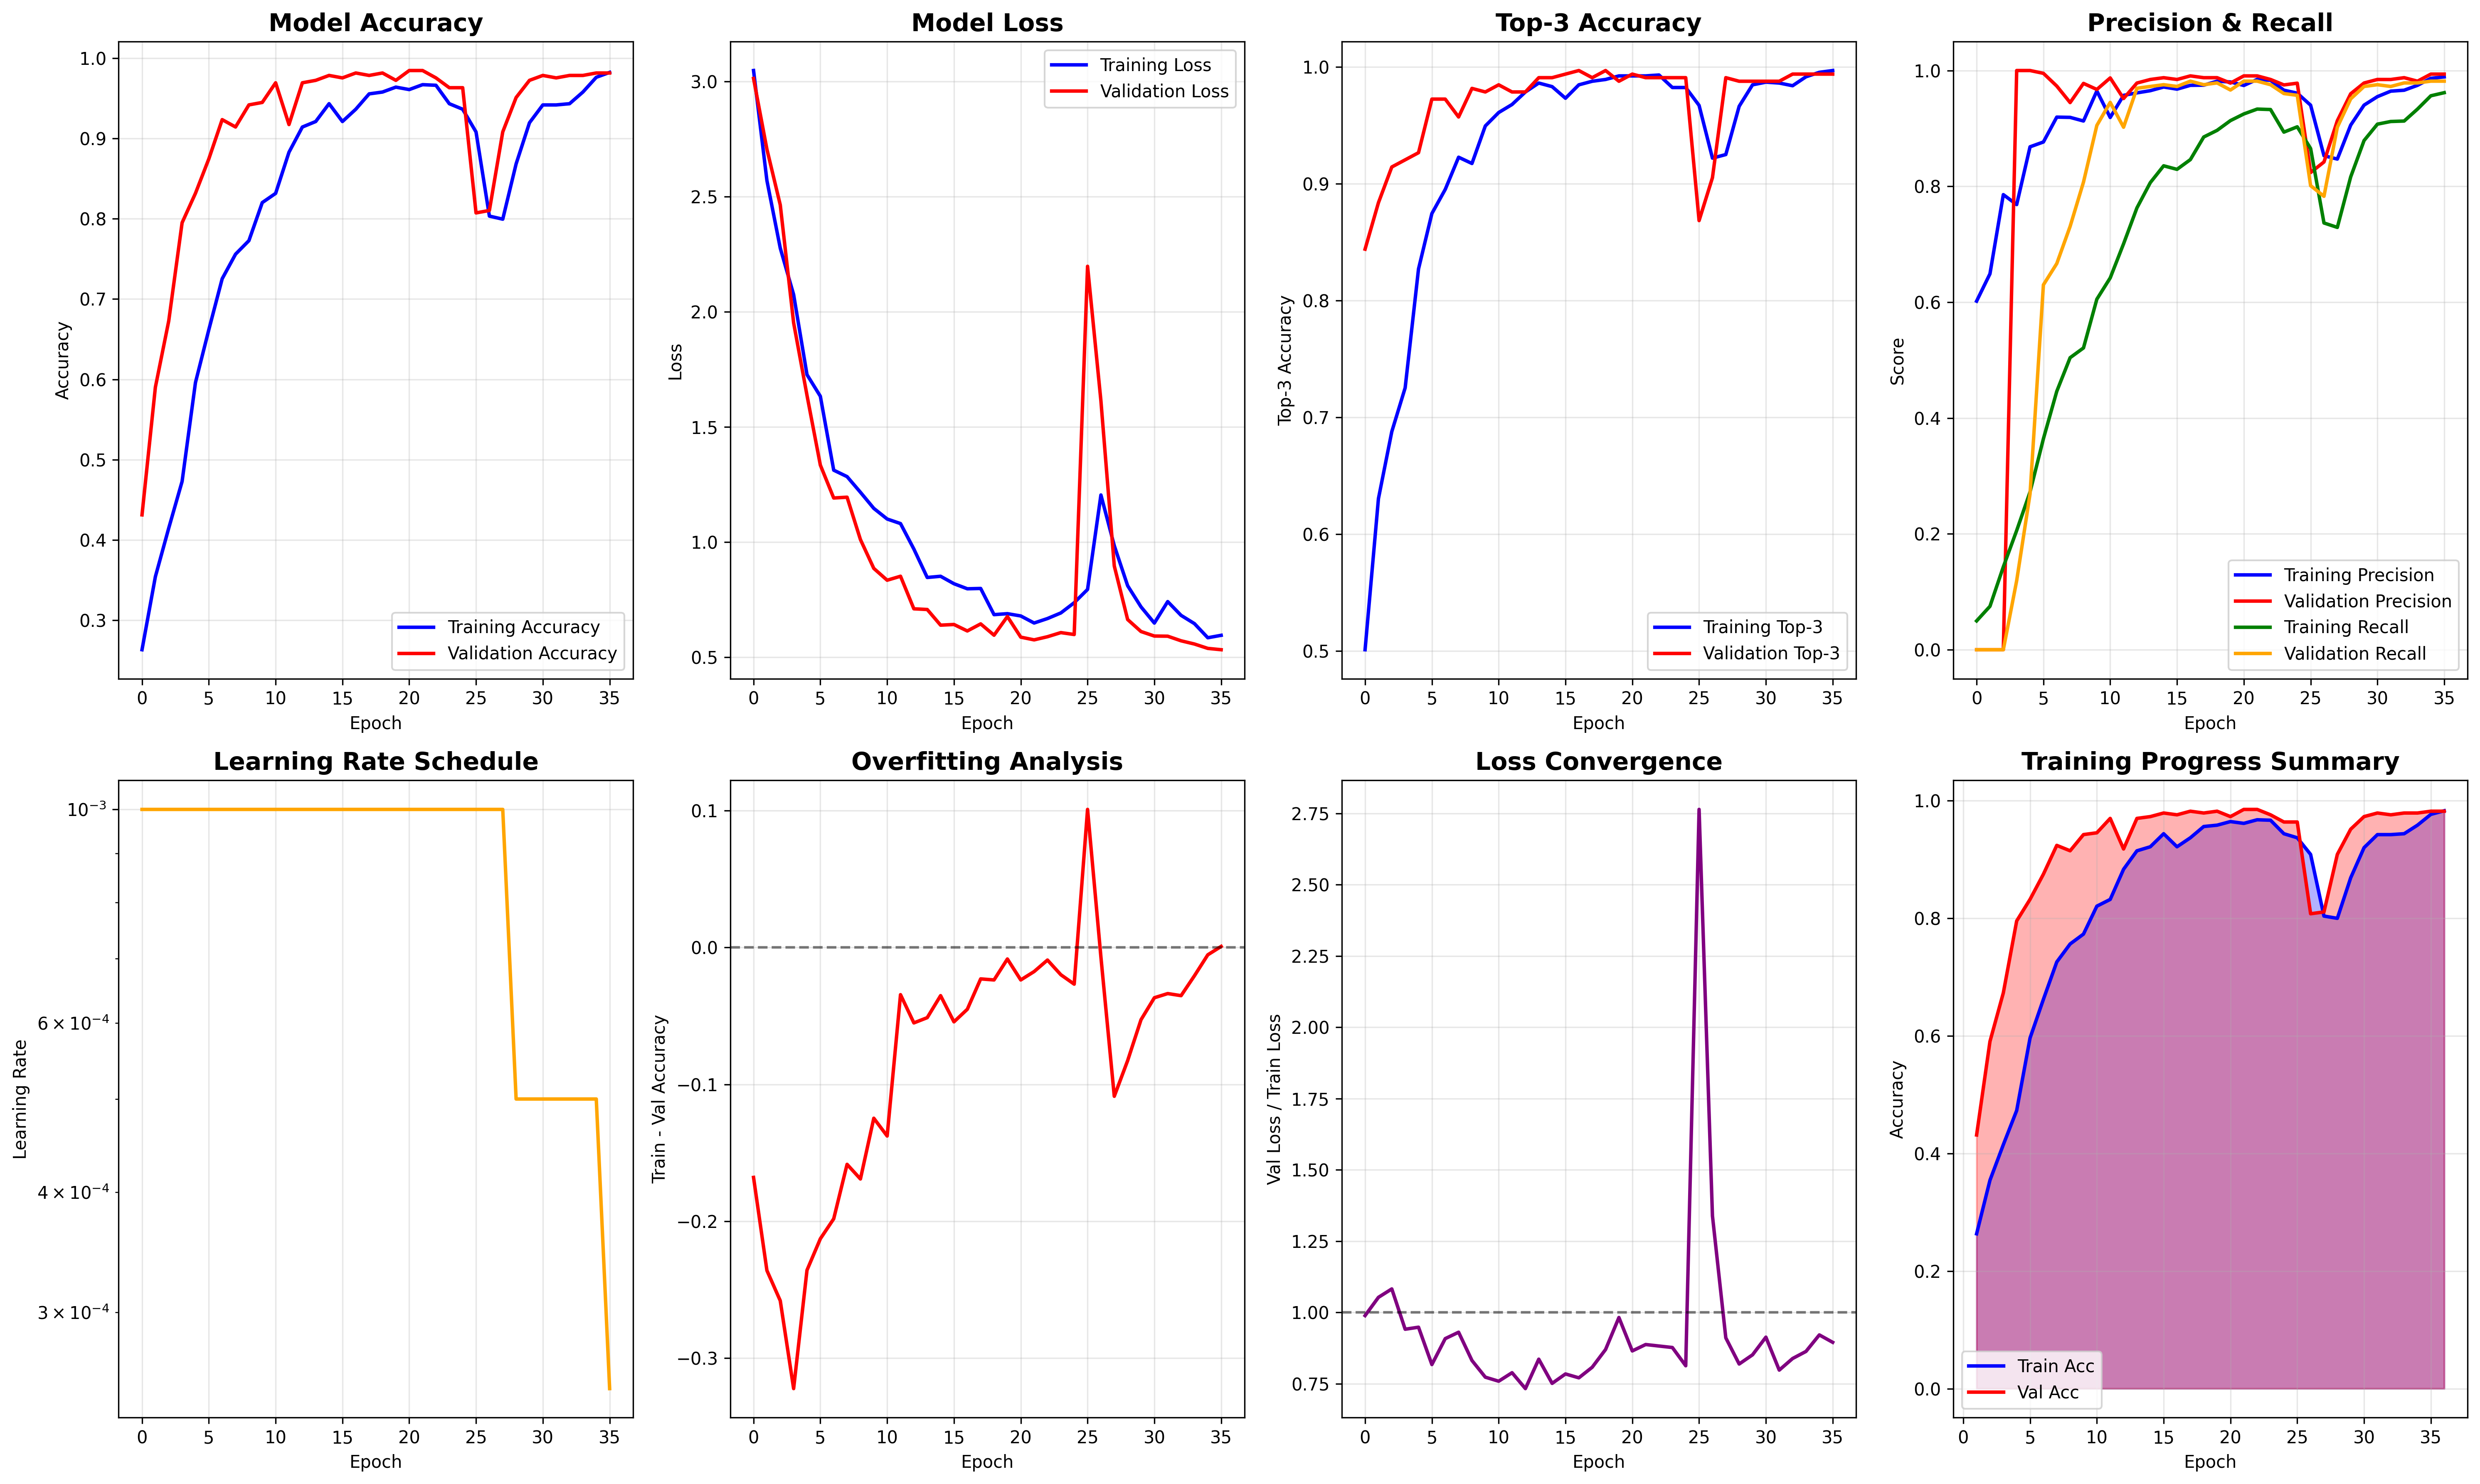 Model Accuracy
Accuracy
1.0
0.9
0.8
0.7
0.6
0.5
0.4
0.3
Training Accuracy
Validation Accuracy
0 5 10 15 20 25 30 35
Epoch
Model Loss
Loss
3.0
2.5
2.0
1.5
1.0
0.5
Training Loss
Validation Loss
0 5 10 15 20 25 30 35
Epoch
Top-3 Accuracy
Top-3 Accuracy
1.0
0.9
0.8
0.7
0.6
0.5
Training Top-3
Validation Top-3
0 5 10 15 20 25 30 35
Epoch
Precision & Recall
Score
1.0
0.8
0.6
0.4
0.2
0.0
Training Precision
Validation Precision
Training Recall
Validation Recall
0 5 10 15 20 25 30 35
Epoch
Learning Rate Schedule
Learning Rate
10⁻³
6 × 10⁻⁴
4 × 10⁻⁴
3 × 10⁻⁴
0 5 10 15 20 25 30 35
Epoch
Overfitting Analysis
Train - Val Accuracy
0.1
0.0
−0.1
−0.2
−0.3
0 5 10 15 20 25 30 35
Epoch
Loss Convergence
Val Loss / Train Loss
2.75
2.50
2.25
2.00
1.75
1.50
1.25
1.00
0.75
0 5 10 15 20 25 30 35
Epoch
Training Progress Summary
Accuracy
1.0
0.8
0.6
0.4
0.2
0.0
Train Acc
Val Acc
0 5 10 15 20 25 30 35
Epoch